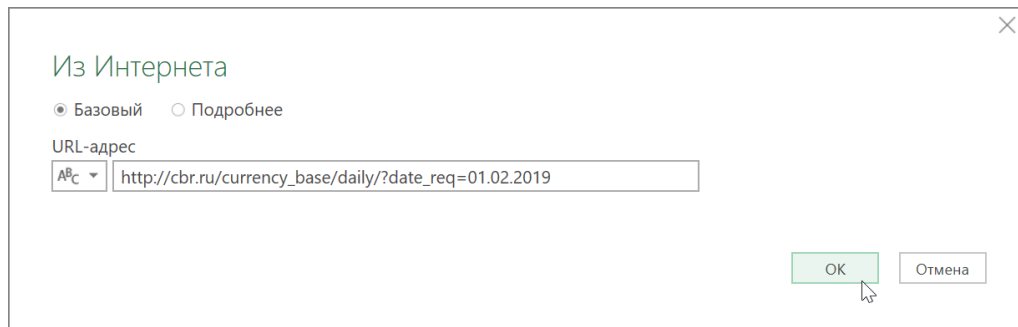 Из Интернета
Базовый Подробнее
URL-адрес
ABC http://cbr.ru/currency_base/daily/?date_req=01.02.2019
ОК Отмена